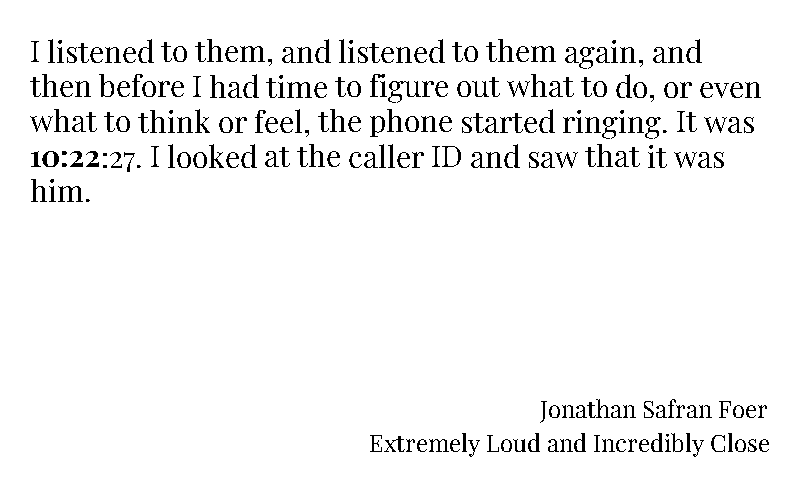 I listened to them, and listened to them again, and
then before I had time to figure out what to do, or even
what to think or feel, the phone started ringing. It was
10:22:27. I looked at the caller ID and saw that it was
him.
Jonathan Safran Foer
Extremely Loud and Incredibly Close